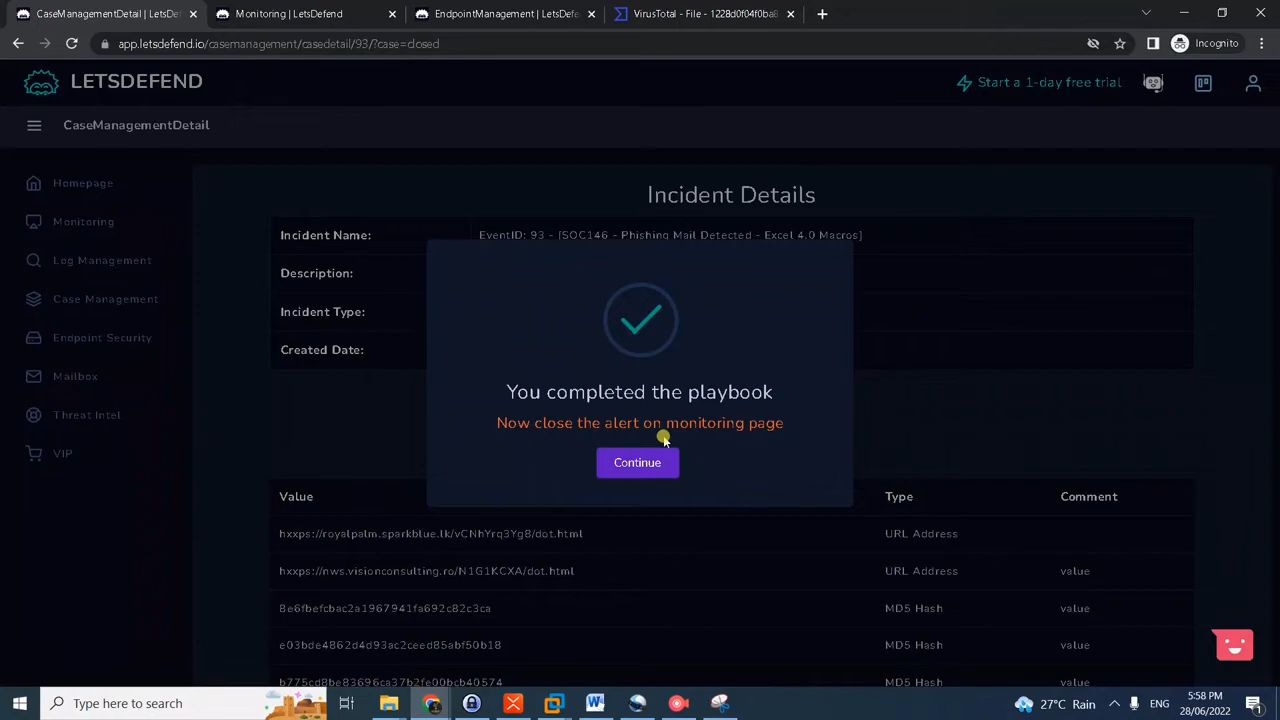 CaseManagementDetail | LetsDe
Monitoring | LetsDefend
EndpointManagement | LetsDefe
VirusTotal - File - 1228d0f04f0ba8
app.letsdefend.io/casemanagement/casedetail/93/?case=closed
Incognito
LETSDEFEND
Start a 1-day free trial
CaseManagementDetail
Homepage
Monitoring
Log Management
Case Management
Endpoint Security
Mailbox
Threat Intel
VIP
Incident Details
Incident Name:
EventID: 93 - [SOC146 - Phishing Mail Detected - Excel 4.0 Macros]
Description:
Incident Type:
Created Date:
You completed the playbook
Now close the alert on monitoring page
Continue
Value Type Comment
hxxps://royalpalm.sparkblue.lk/vCNhYrq3Yg8/dot.html URL Address
hxxps://nws.visionconsulting.ro/N1G1KCXA/dot.html URL Address value
8e6fbefcbac2a1967941fa692c82c3ca MD5 Hash value
e03bde4862d4d93ac2ceed85abf50b18 MD5 Hash value
b775cd8be83696ca37b2fe00bcb40574 MD5 Hash value
Type here to search
27°C Rain
5:58 PM
28/06/2022